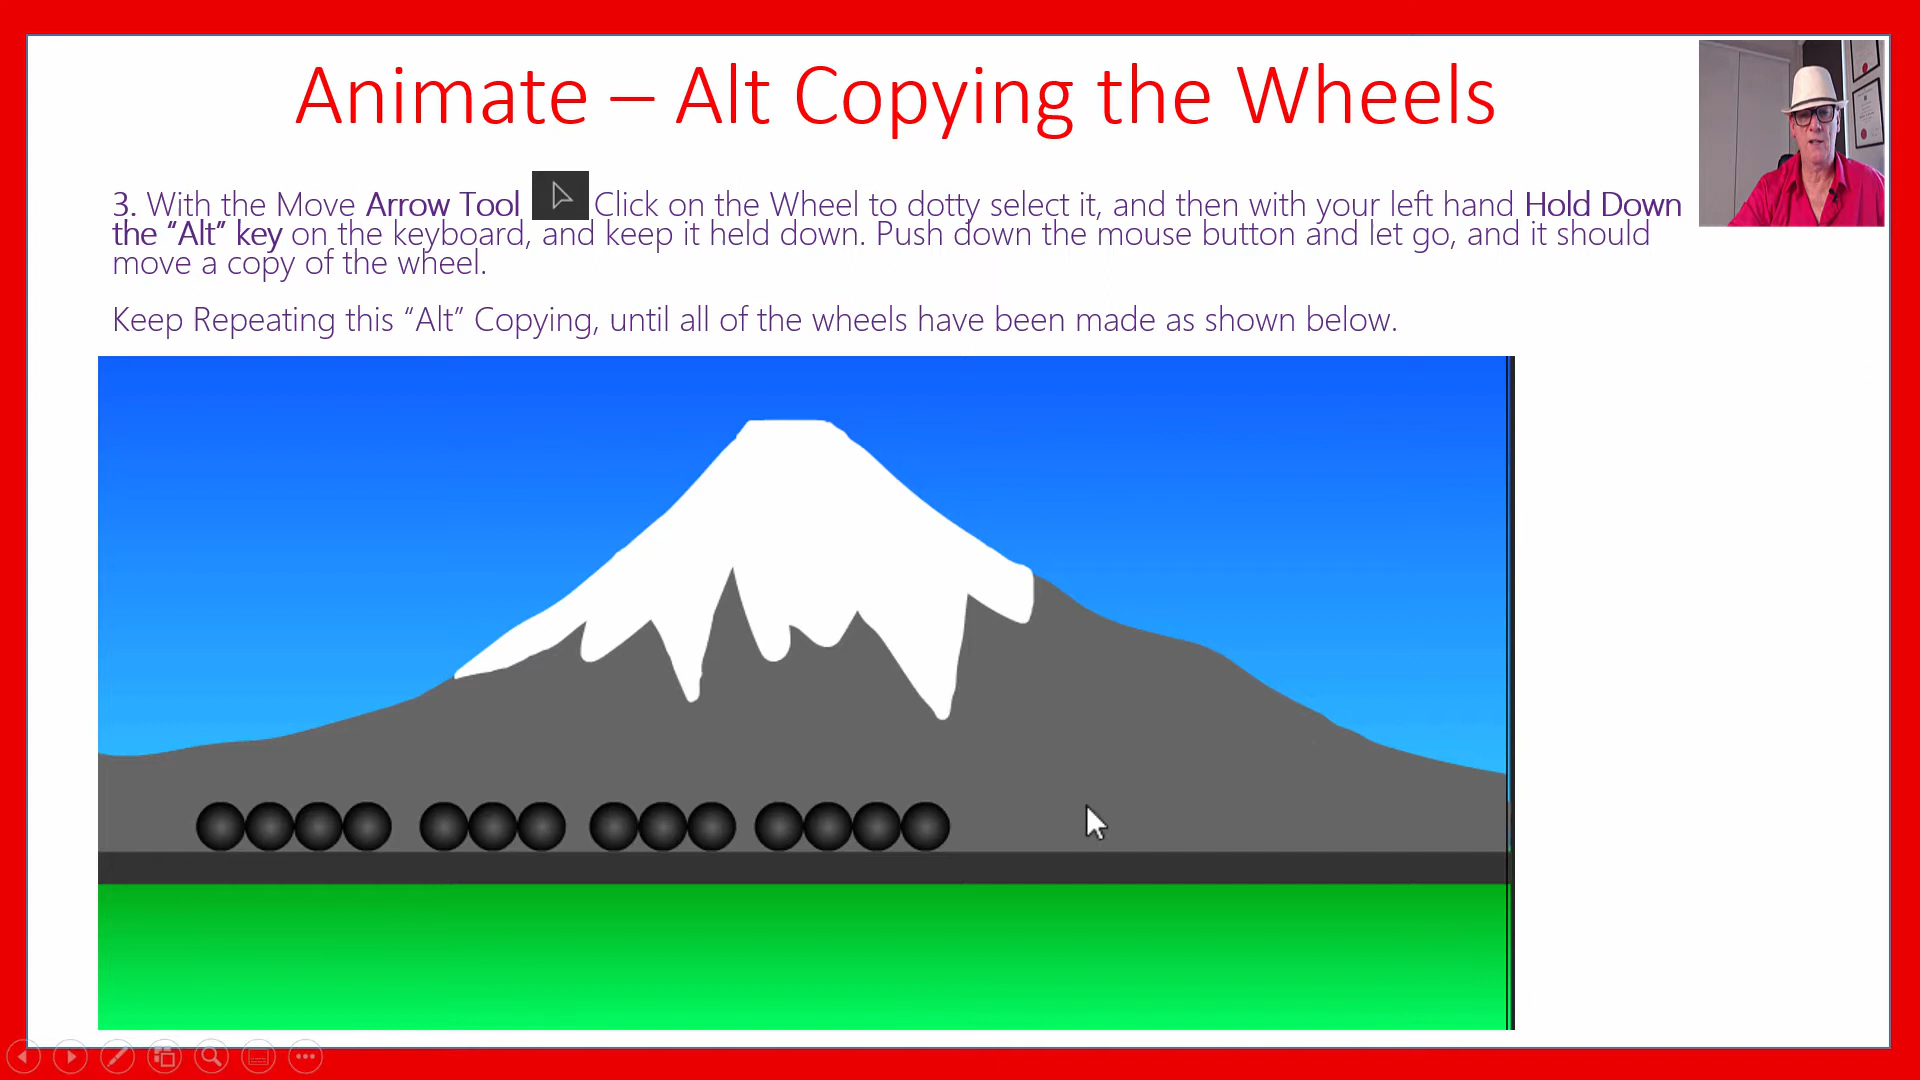 Animate – Alt Copying the Wheels
3. With the Move Arrow Tool Click on the Wheel to dotty select it, and then with your left hand Hold Down
the “Alt” key on the keyboard, and keep it held down. Push down the mouse button and let go, and it should
move a copy of the wheel.
Keep Repeating this “Alt” Copying, until all of the wheels have been made as shown below.